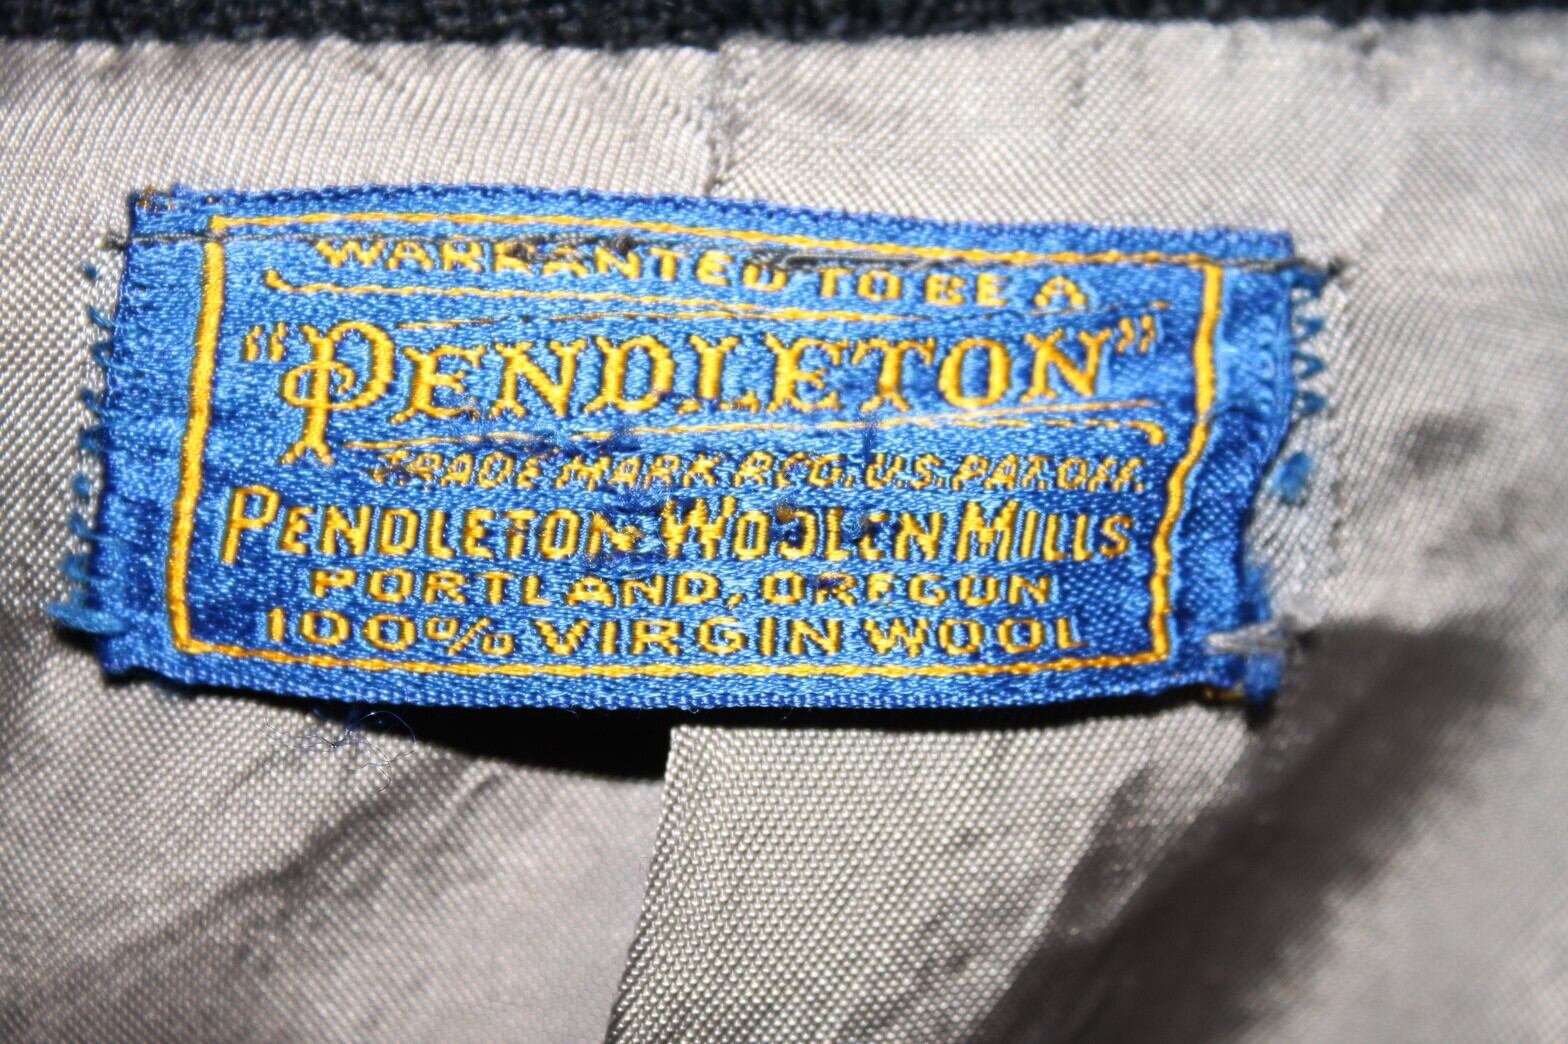 WARRANTED TO BE A
"PENDLETON"
TRADE MARK REG. U.S. PAT. OFF.
PENDLETON WOOLEN MILLS
PORTLAND, OREGON
100% VIRGIN WOOL